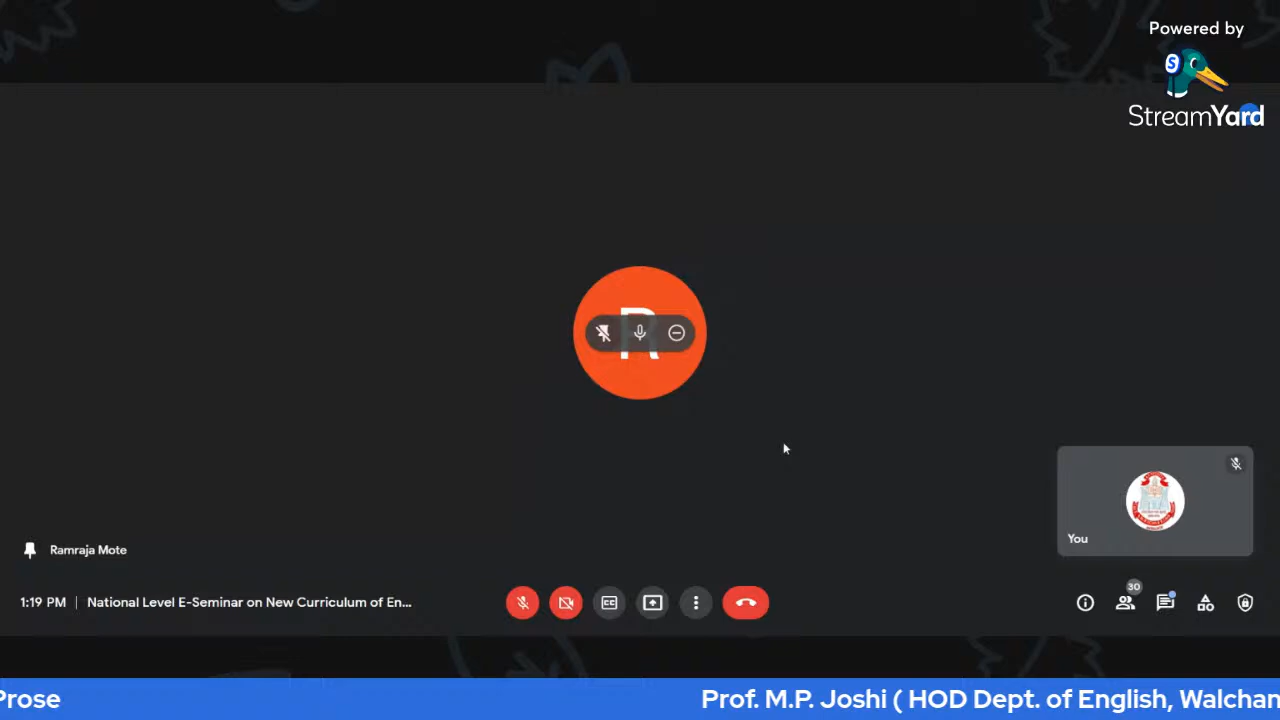 Powered by
StreamYard
R
You
Ramraja Mote
30
1:19 PM | National Level E-Seminar on New Curriculum of En...
Prose Prof. M.P. Joshi ( HOD Dept. of English, Walchan